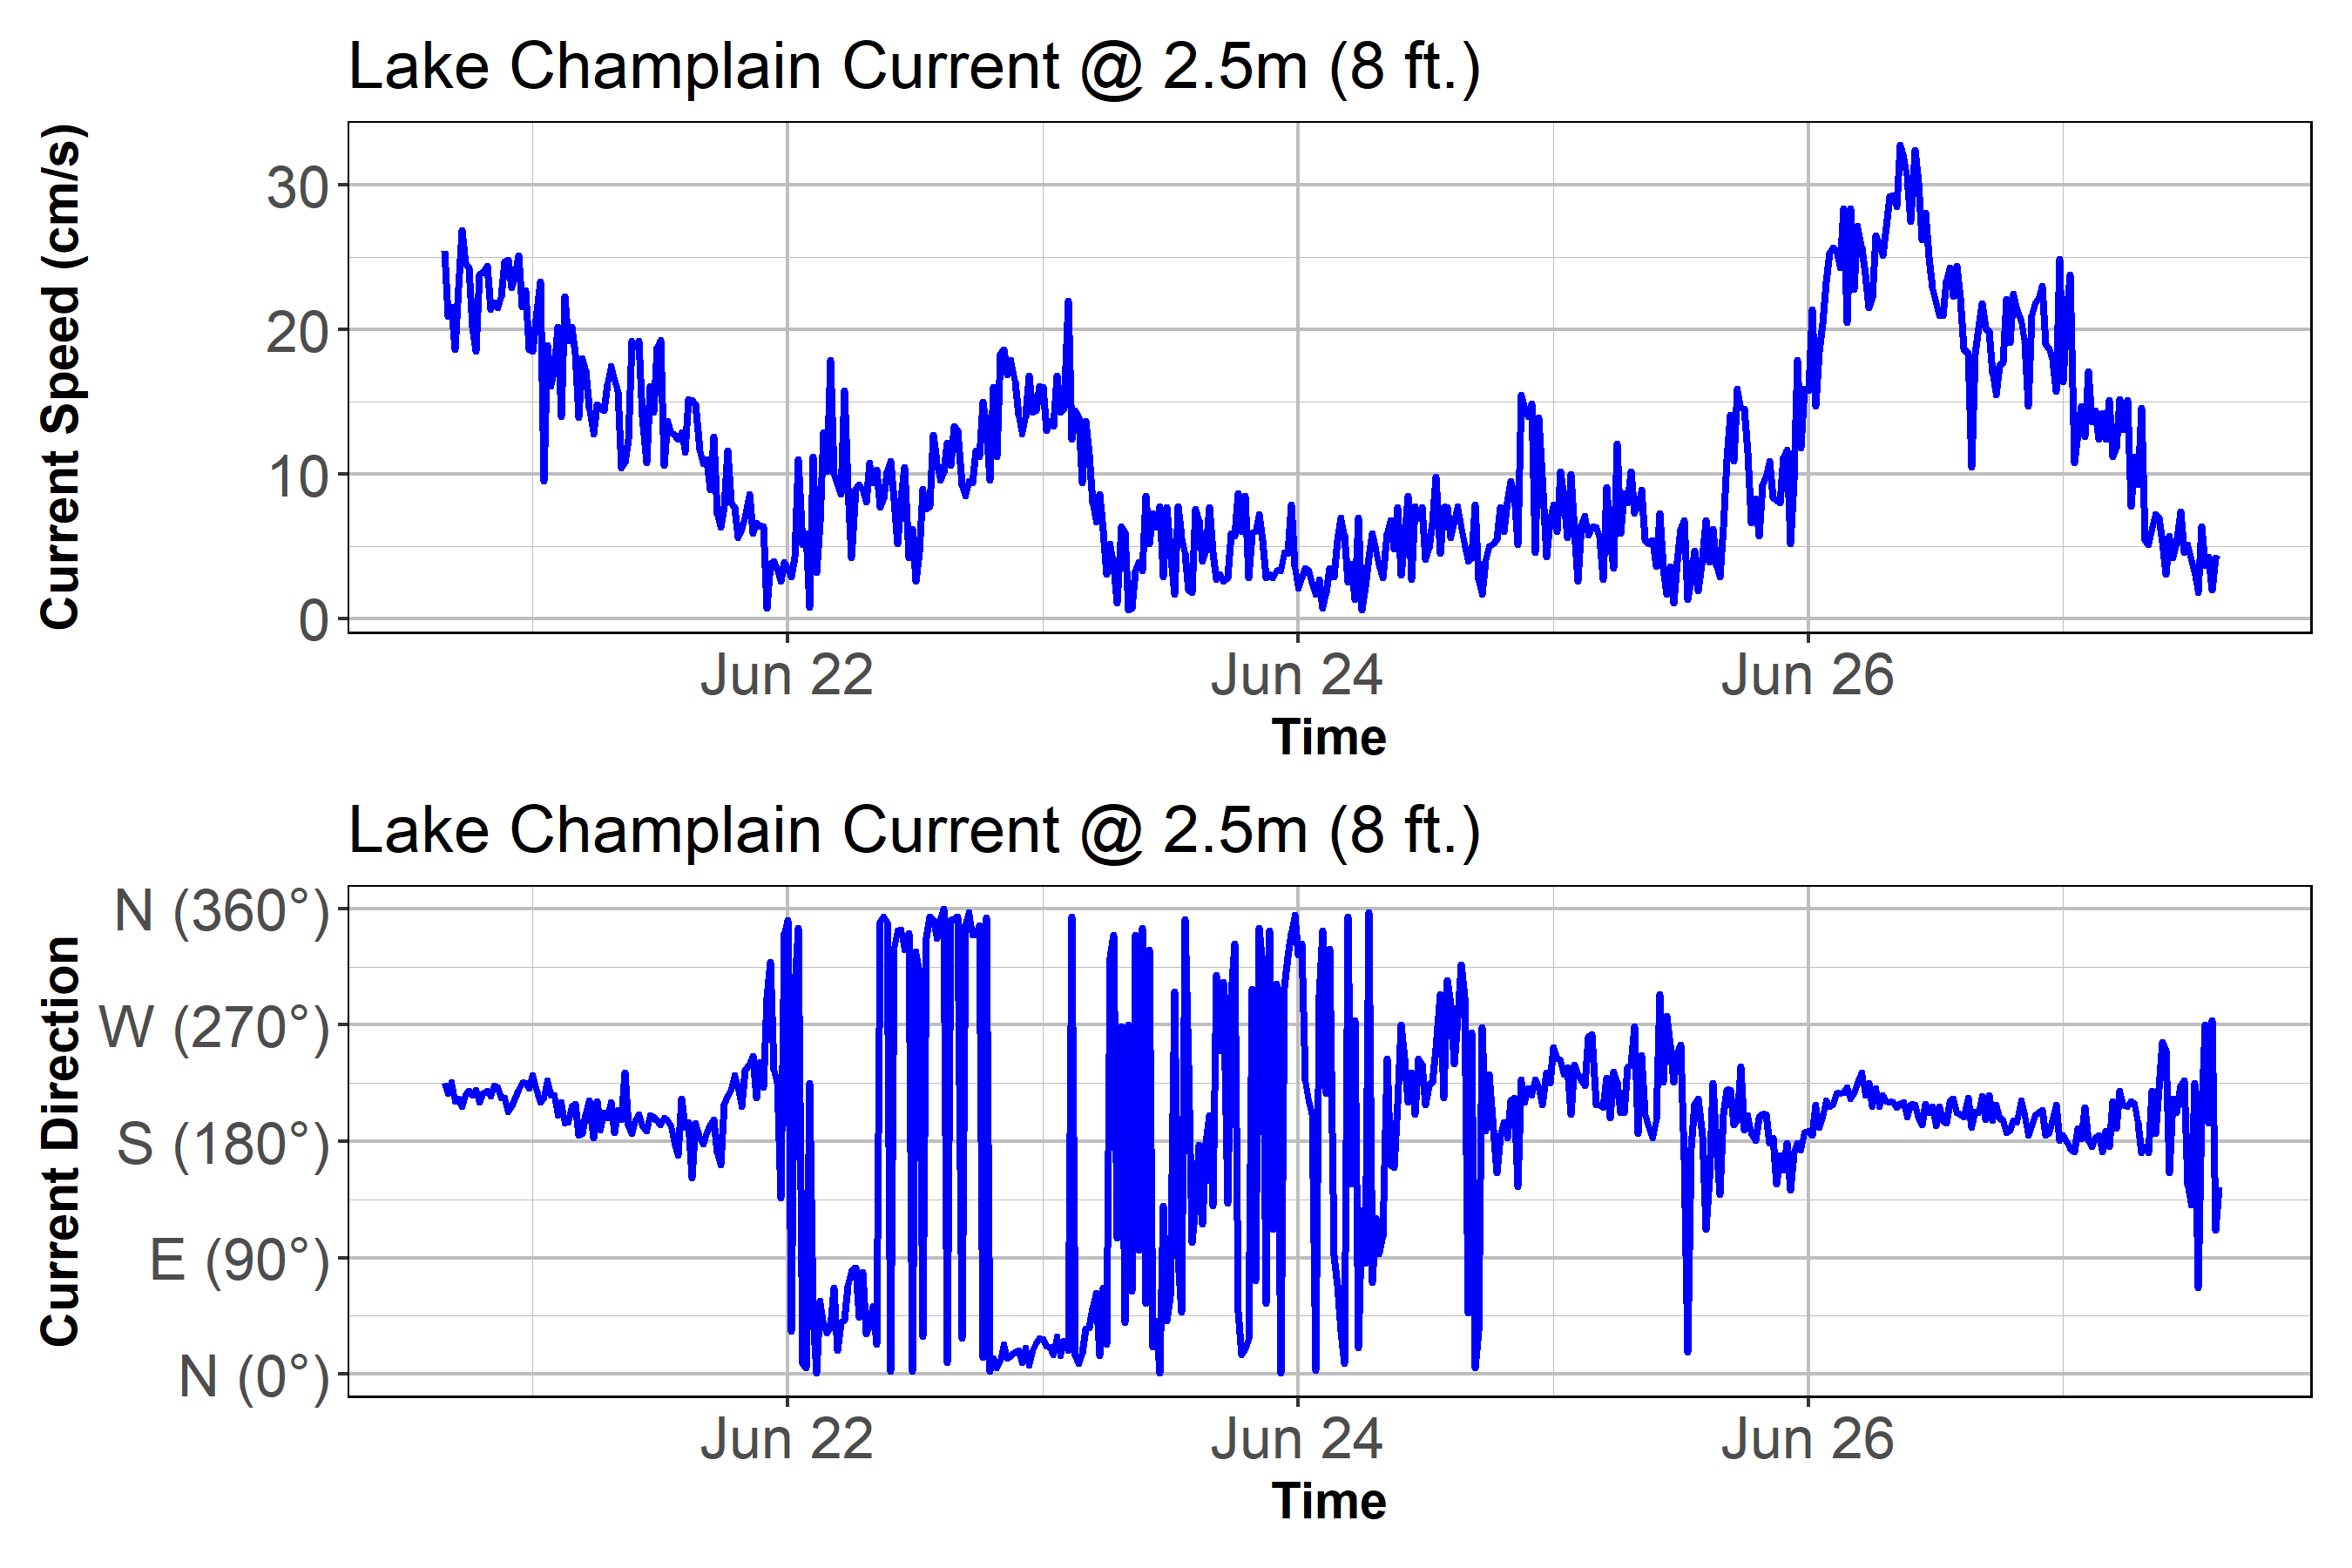 Lake Champlain Current @ 2.5m (8 ft.)
Current Speed (cm/s)
30
20
10
0
Jun 22 Jun 24 Jun 26
Time
Lake Champlain Current @ 2.5m (8 ft.)
Current Direction
N (360°)
W (270°)
S (180°)
E (90°)
N (0°)
Jun 22 Jun 24 Jun 26
Time